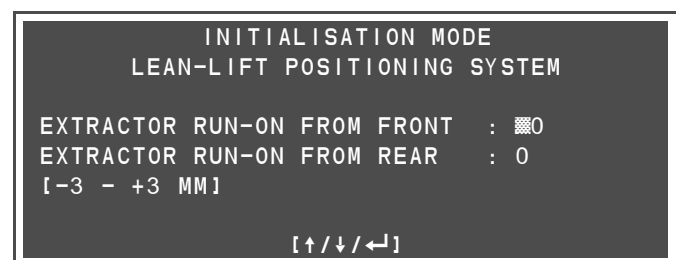 INITIALISATION MODE
LEAN-LIFT POSITIONING SYSTEM
EXTRACTOR RUN-ON FROM FRONT : ▒0
EXTRACTOR RUN-ON FROM REAR : 0
[-3 - +3 MM]
[↑/↓/↵]